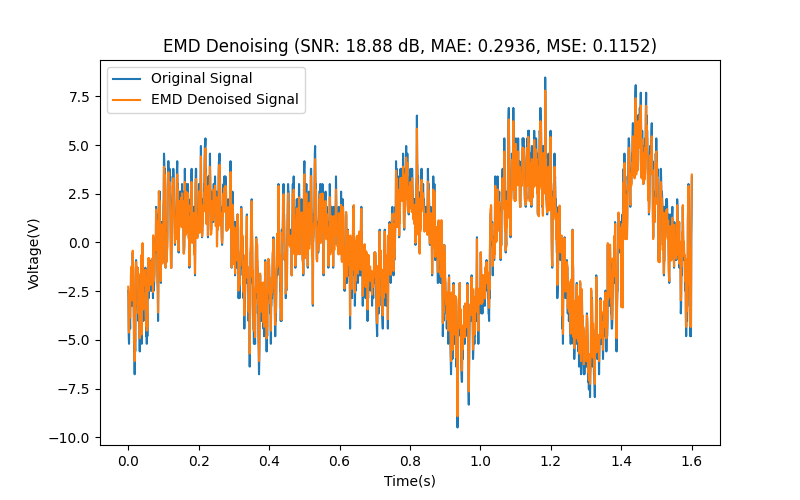 EMD Denoising (SNR: 18.88 dB, MAE: 0.2936, MSE: 0.1152)
Original Signal
EMD Denoised Signal
7.5
5.0
2.5
0.0
−2.5
−5.0
−7.5
−10.0
Voltage(V)
0.0 0.2 0.4 0.6 0.8 1.0 1.2 1.4 1.6
Time(s)